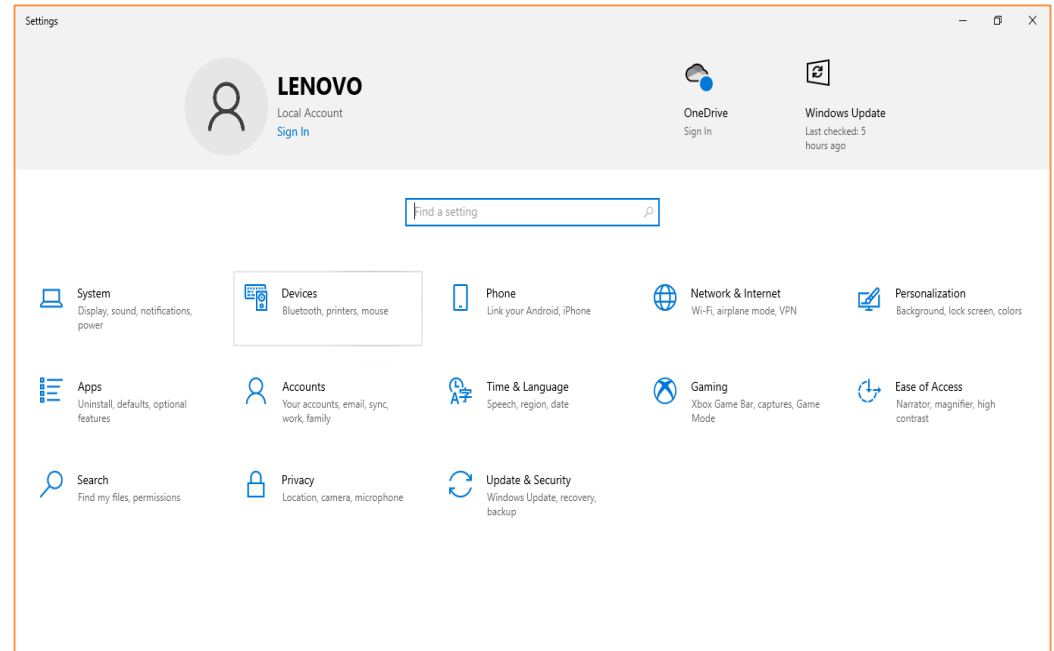 Settings
LENOVO
Local Account
Sign In
OneDrive
Sign In
Windows Update
Last checked: 5
hours ago
Find a setting
System
Display, sound, notifications,
power
Devices
Bluetooth, printers, mouse
Phone
Link your Android, iPhone
Network & Internet
Wi-Fi, airplane mode, VPN
Personalization
Background, lock screen, colors
Apps
Uninstall, defaults, optional
features
Accounts
Your accounts, email, sync,
work, family
Time & Language
Speech, region, date
Gaming
Xbox Game Bar, captures, Game
Mode
Ease of Access
Narrator, magnifier, high
contrast
Search
Find my files, permissions
Privacy
Location, camera, microphone
Update & Security
Windows Update, recovery,
backup